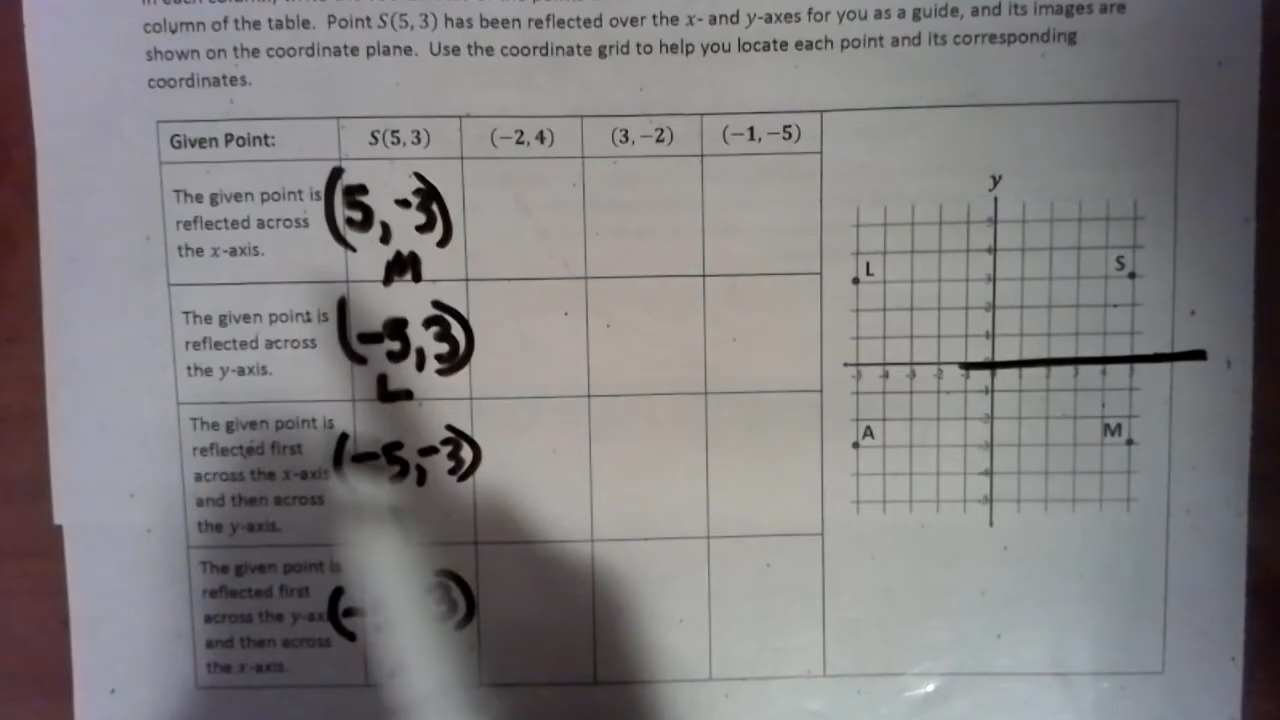 column of the table. Point S(5, 3) has been reflected over the x- and y-axes for you as a guide, and its images are
shown on the coordinate plane. Use the coordinate grid to help you locate each point and its corresponding
coordinates.
Given Point: S(5, 3) (−2, 4) (3, −2) (−1, −5)
The given point is
reflected across
the x-axis.
(5, -3)
M
The given point is
reflected across
the y-axis.
(-5, 3)
L
The given point is
reflected first
across the x-axis
and then across
the y-axis.
(-5, -3)
The given point is
reflected first
across the
and then across
the x-axis.
y
L
S
A
M